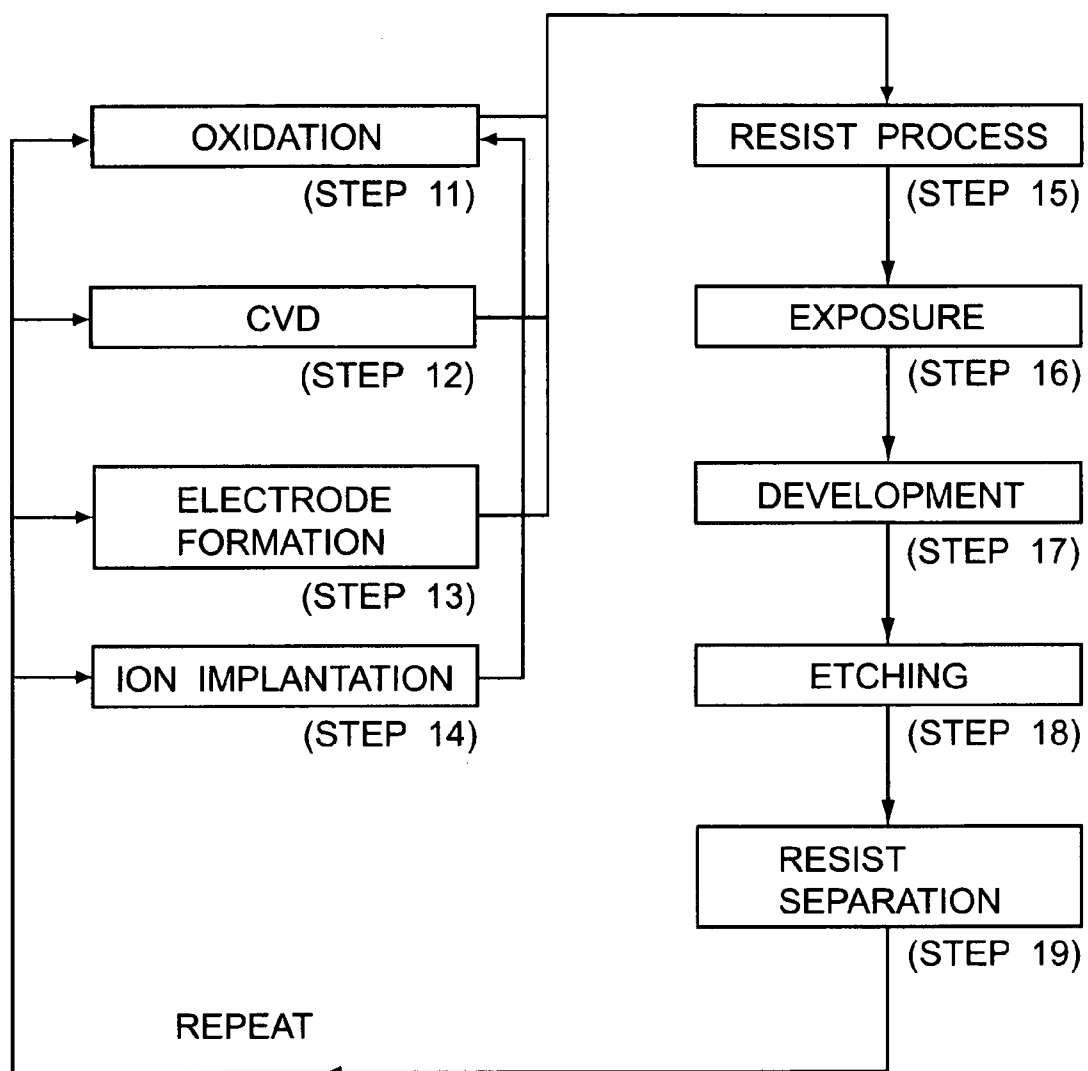 OXIDATION
(STEP 11)
CVD
(STEP 12)
ELECTRODE
FORMATION
(STEP 13)
ION IMPLANTATION
(STEP 14)
RESIST PROCESS
(STEP 15)
EXPOSURE
(STEP 16)
DEVELOPMENT
(STEP 17)
ETCHING
(STEP 18)
RESIST
SEPARATION
(STEP 19)
REPEAT